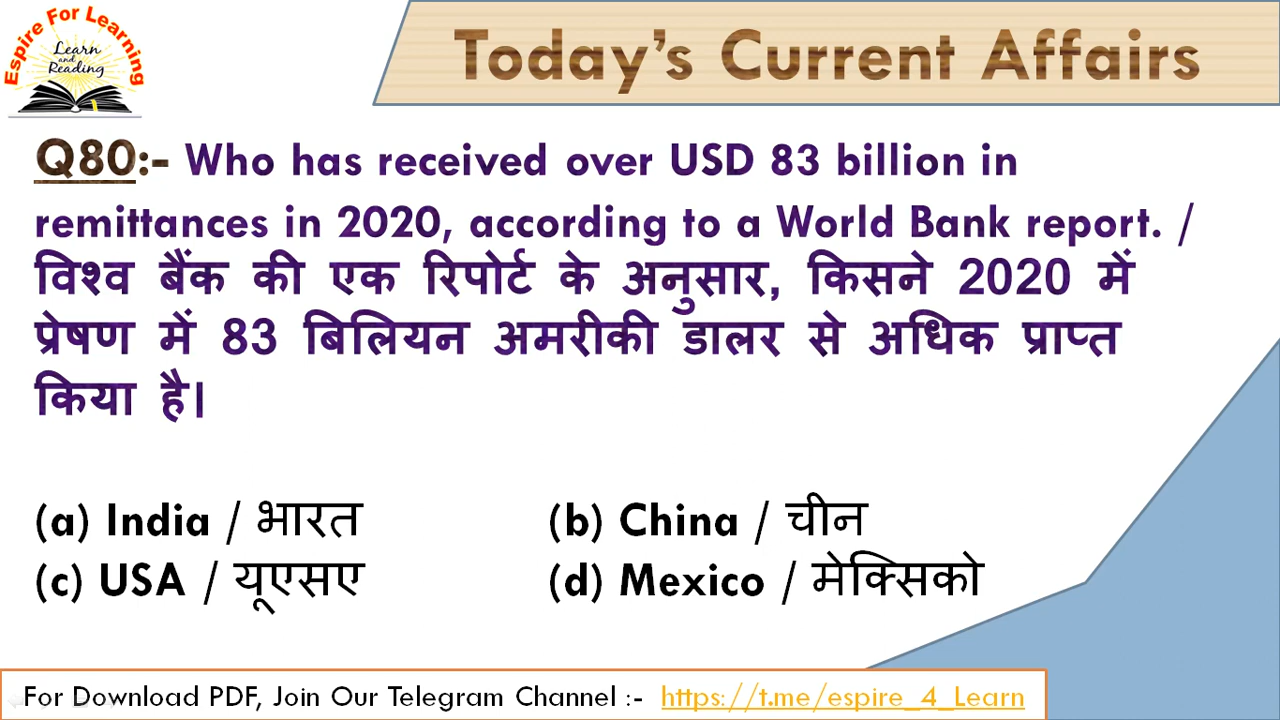 Espire For Learning
Learn
and
Reading
Today's Current Affairs
Q80:- Who has received over USD 83 billion in
remittances in 2020, according to a World Bank report. /
विश्व बैंक की एक रिपोर्ट के अनुसार, किसने 2020 में
प्रेषण में 83 बिलियन अमरीकी डालर से अधिक प्राप्त
किया है।
(a) India / भारत (b) China / चीन
(c) USA / यूएसए (d) Mexico / मेक्सिको
For Download PDF, Join Our Telegram Channel :- https://t.me/espire_4_Learn